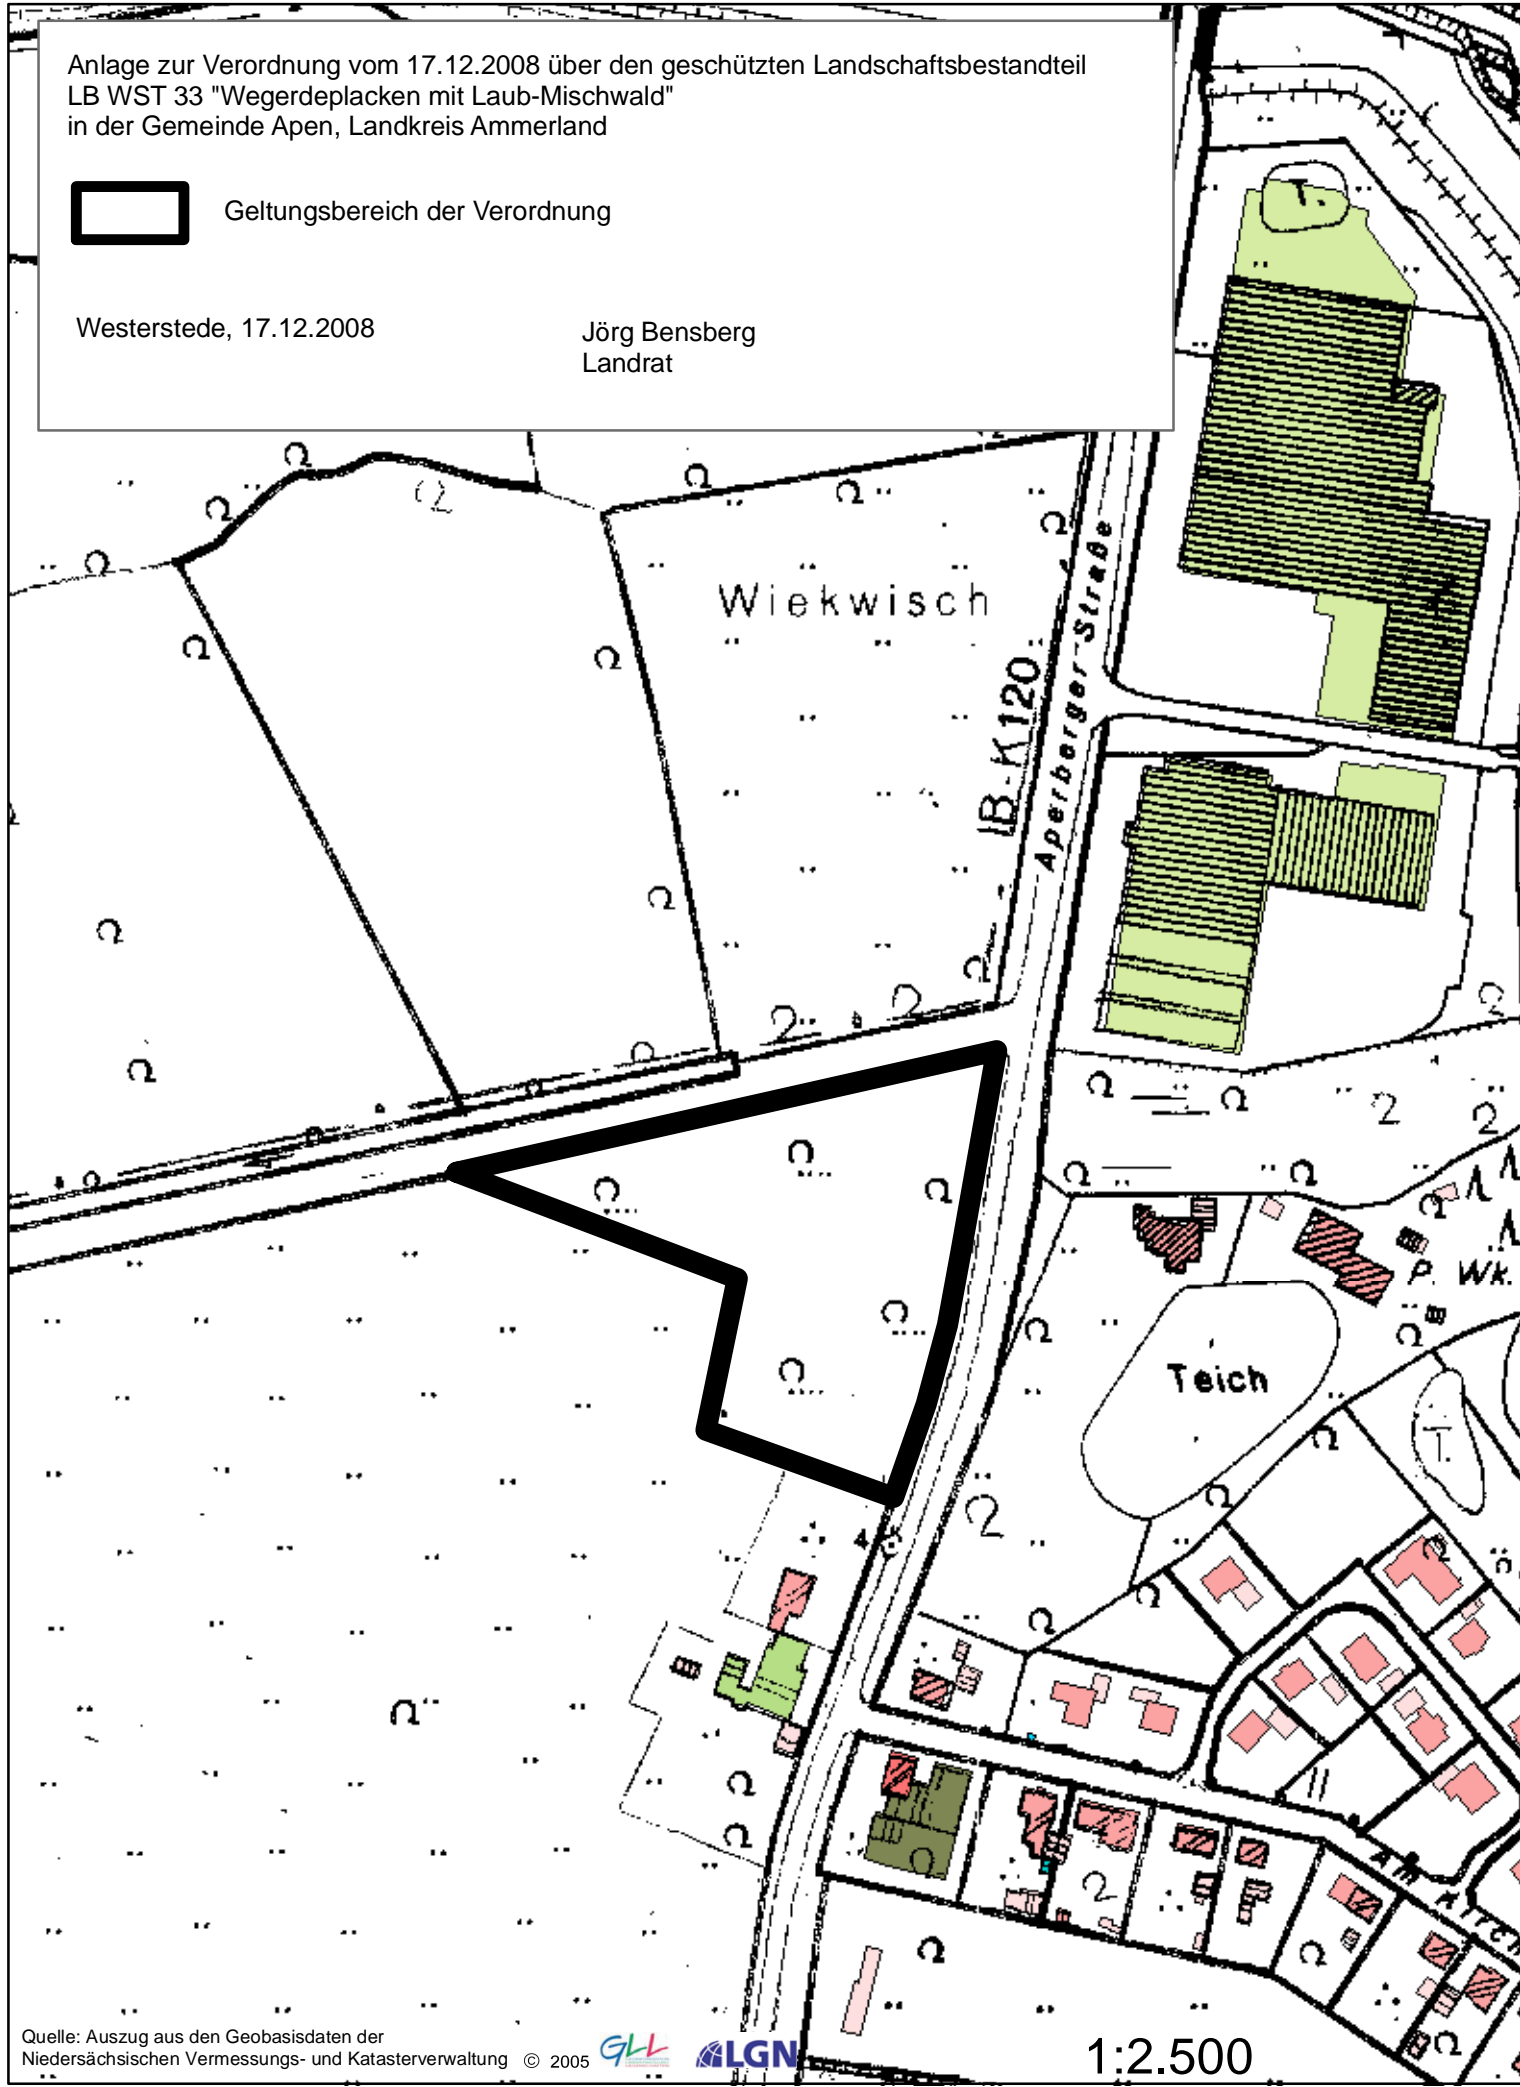 Anlage zur Verordnung vom 17.12.2008 über den geschützten Landschaftsbestandteil
LB WST 33 "Wegerdeplacken mit Laub-Mischwald"
in der Gemeinde Apen, Landkreis Ammerland
Geltungsbereich der Verordnung
Westerstede, 17.12.2008
Jörg Bensberg
Landrat
T.
Wiekwisch
IB-K120
Aperberger-Straße
P. Wk.
Teich
T.
Am
Quelle: Auszug aus den Geobasisdaten der
Niedersächsischen Vermessungs- und Katasterverwaltung © 2005
GLL
LGN
1:2.500